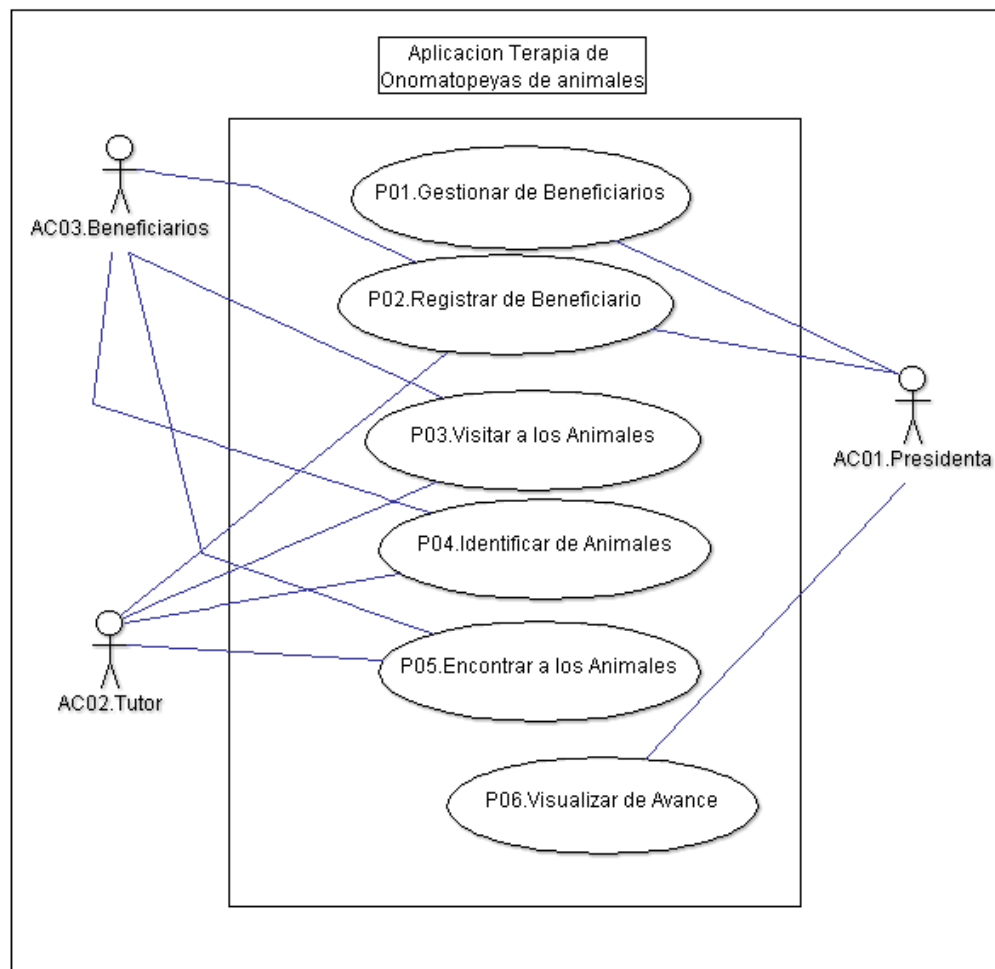 Aplicacion Terapia de
Onomatopeyas de animales
P01.Gestionar de Beneficiarios
AC03.Beneficiarios
P02.Registrar de Beneficiario
P03.Visitar a los Animales
AC01.Presidenta
P04.Identificar de Animales
P05.Encontrar a los Animales
AC02.Tutor
P06.Visualizar de Avance